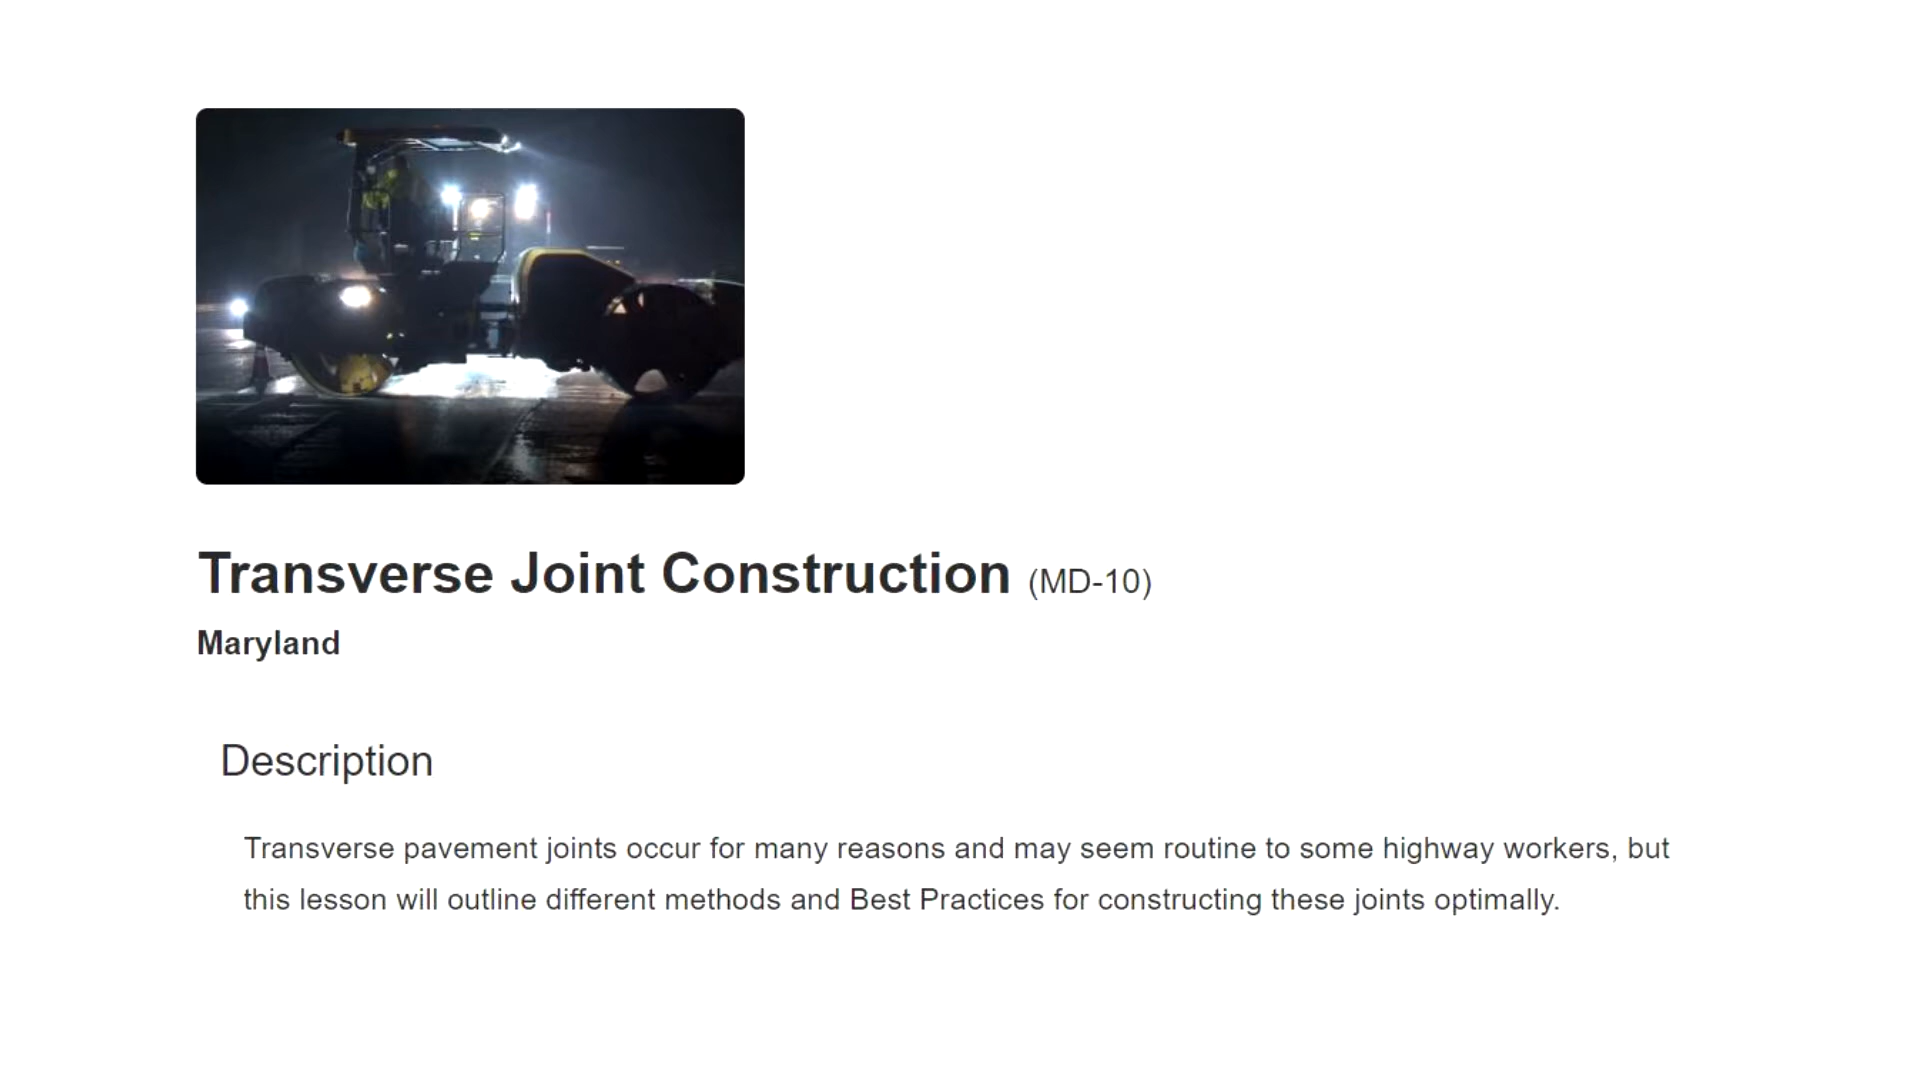 Transverse Joint Construction (MD-10)
Maryland
Description
Transverse pavement joints occur for many reasons and may seem routine to some highway workers, but
this lesson will outline different methods and Best Practices for constructing these joints optimally.